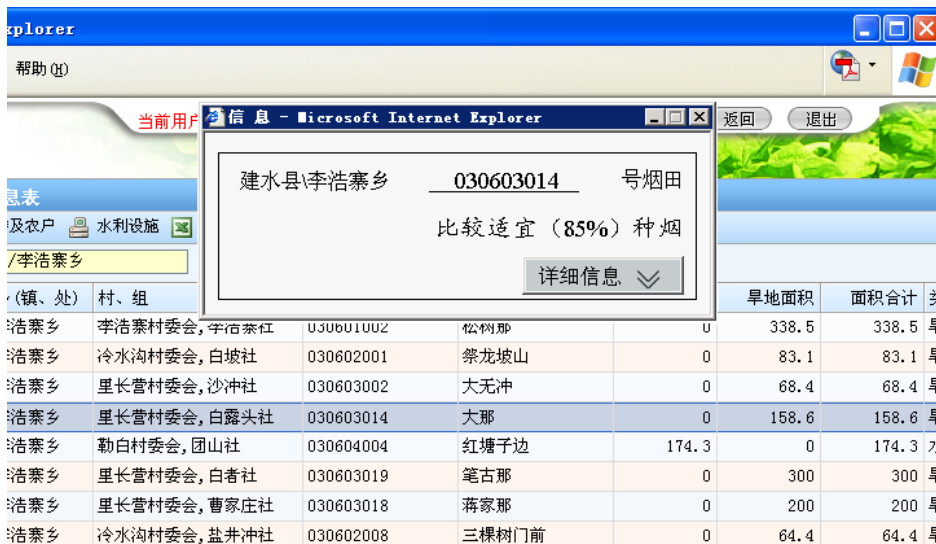 xplorer
帮助(H)
当前用户
返回 退出
信 息 - Microsoft Internet Explorer
建水县\李浩寨乡 030603014 号烟田
比较适宜（85%）种烟
详细信息
息表
及农户 水利设施
/李浩寨乡
(镇、处) 村、组 旱地面积 面积合计
浩寨乡 李浩寨村委会,李浩寨社 030601002 松树那 0 338.5 338.5 旱
浩寨乡 冷水沟村委会,白坡社 030602001 祭龙坡山 0 83.1 83.1 旱
浩寨乡 里长营村委会,沙冲社 030603002 大无冲 0 68.4 68.4 旱
浩寨乡 里长营村委会,白露头社 030603014 大那 0 158.6 158.6 旱
浩寨乡 勒白村委会,团山社 030604004 红塘子边 174.3 0 174.3 水
浩寨乡 里长营村委会,白者社 030603019 笔古那 0 300 300 旱
浩寨乡 里长营村委会,曹家庄社 030603018 蒋家那 0 200 200 旱
浩寨乡 冷水沟村委会,盐井冲社 030602008 三棵树门前 0 64.4 64.4 旱